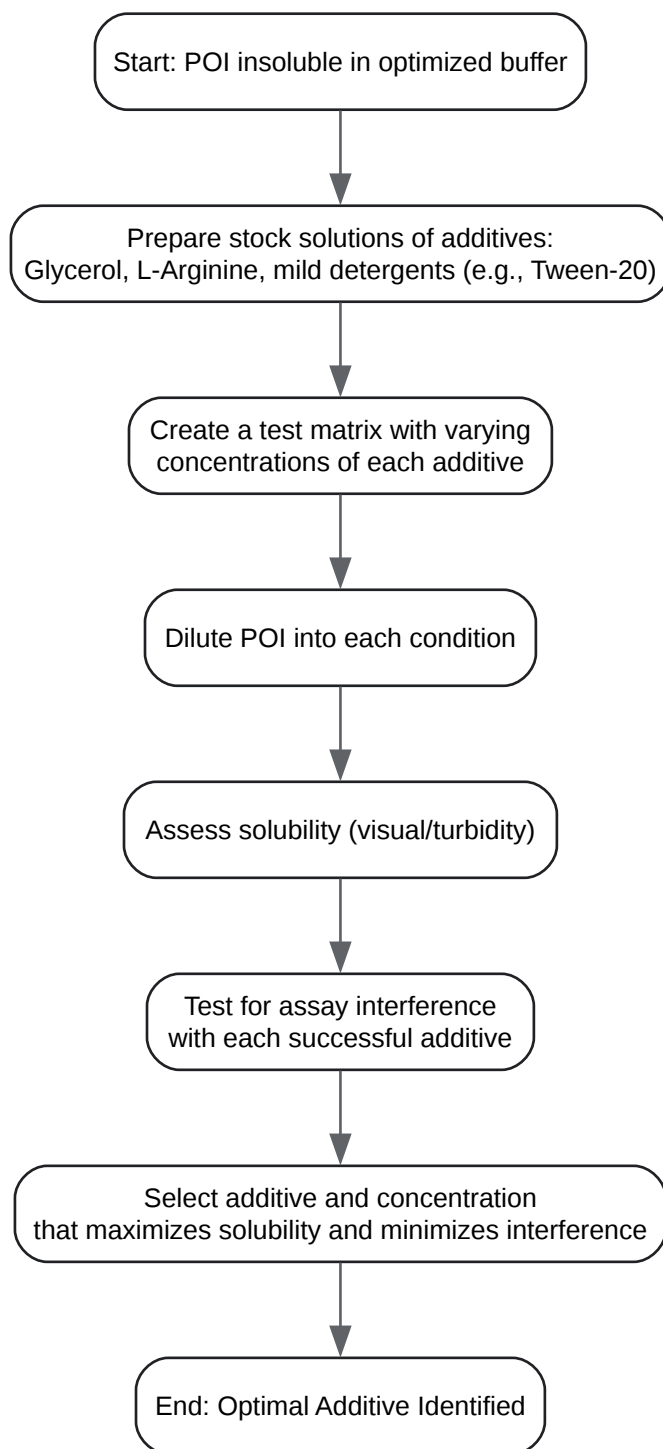 Start: POI insoluble in optimized buffer
Prepare stock solutions of additives:
Glycerol, L-Arginine, mild detergents (e.g., Tween-20)
Create a test matrix with varying
concentrations of each additive
Dilute POI into each condition
Assess solubility (visual/turbidity)
Test for assay interference
with each successful additive
Select additive and concentration
that maximizes solubility and minimizes interference
End: Optimal Additive Identified